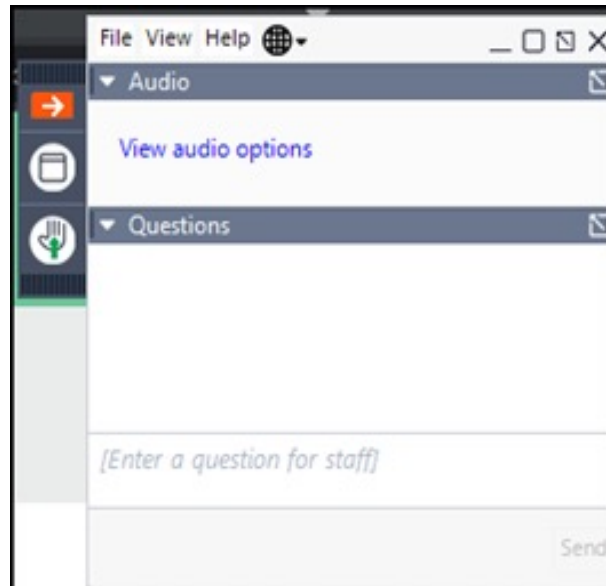 File View Help
Audio
View audio options
Questions
[Enter a question for staff]
Send